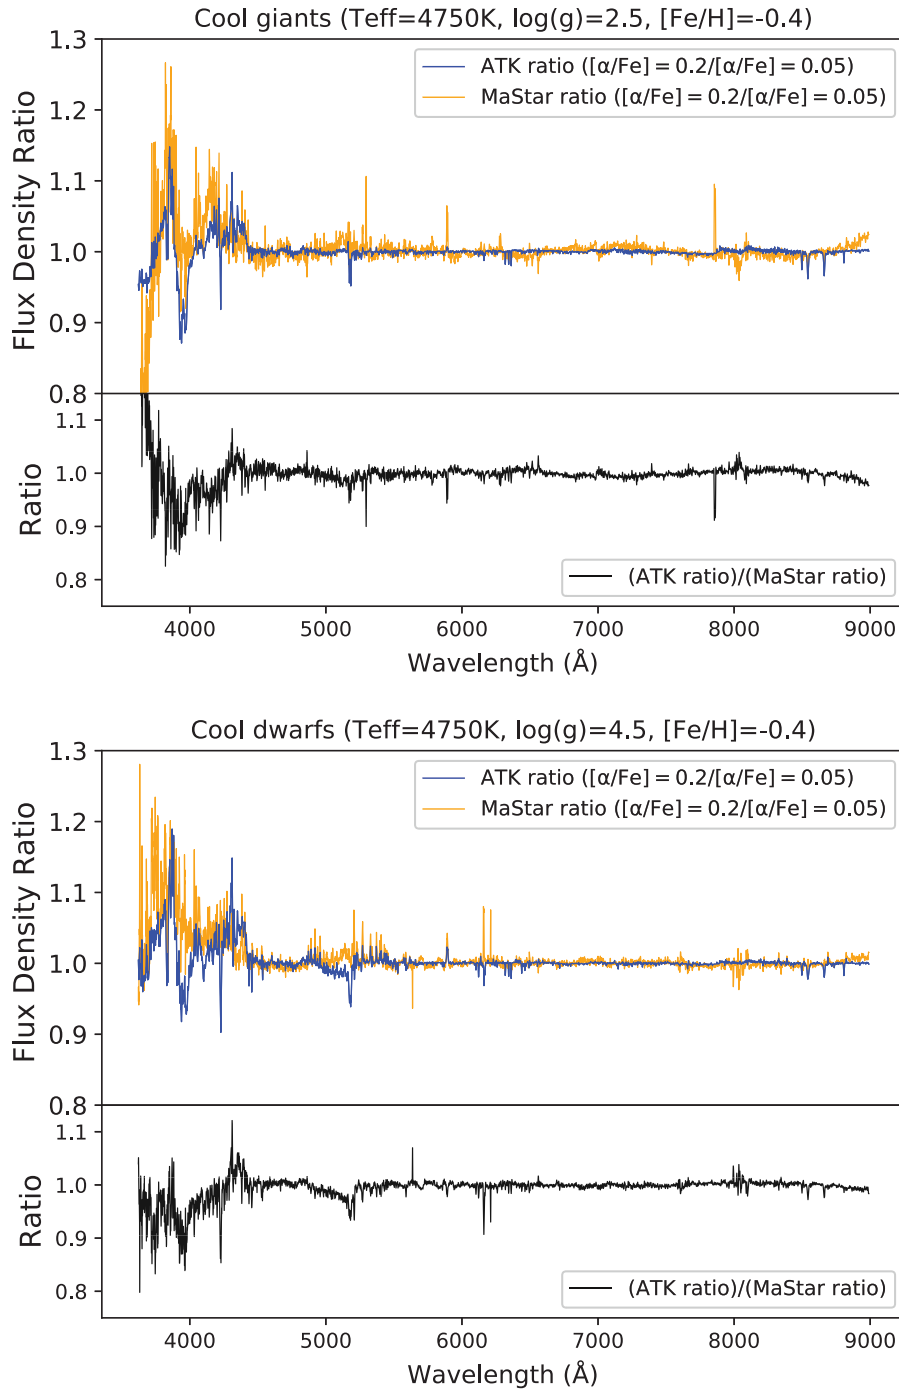 Cool giants (Teff=4750K, log(g)=2.5, [Fe/H]=-0.4)
1.3
1.2
1.1
1.0
0.9
0.8
Flux Density Ratio
ATK ratio ([α/Fe] = 0.2/[α/Fe] = 0.05)
MaStar ratio ([α/Fe] = 0.2/[α/Fe] = 0.05)
1.1
1.0
0.9
0.8
Ratio
(ATK ratio)/(MaStar ratio)
4000 5000 6000 7000 8000 9000
Wavelength (Å)
Cool dwarfs (Teff=4750K, log(g)=4.5, [Fe/H]=-0.4)
1.3
1.2
1.1
1.0
0.9
0.8
Flux Density Ratio
ATK ratio ([α/Fe] = 0.2/[α/Fe] = 0.05)
MaStar ratio ([α/Fe] = 0.2/[α/Fe] = 0.05)
1.1
1.0
0.9
0.8
Ratio
(ATK ratio)/(MaStar ratio)
4000 5000 6000 7000 8000 9000
Wavelength (Å)